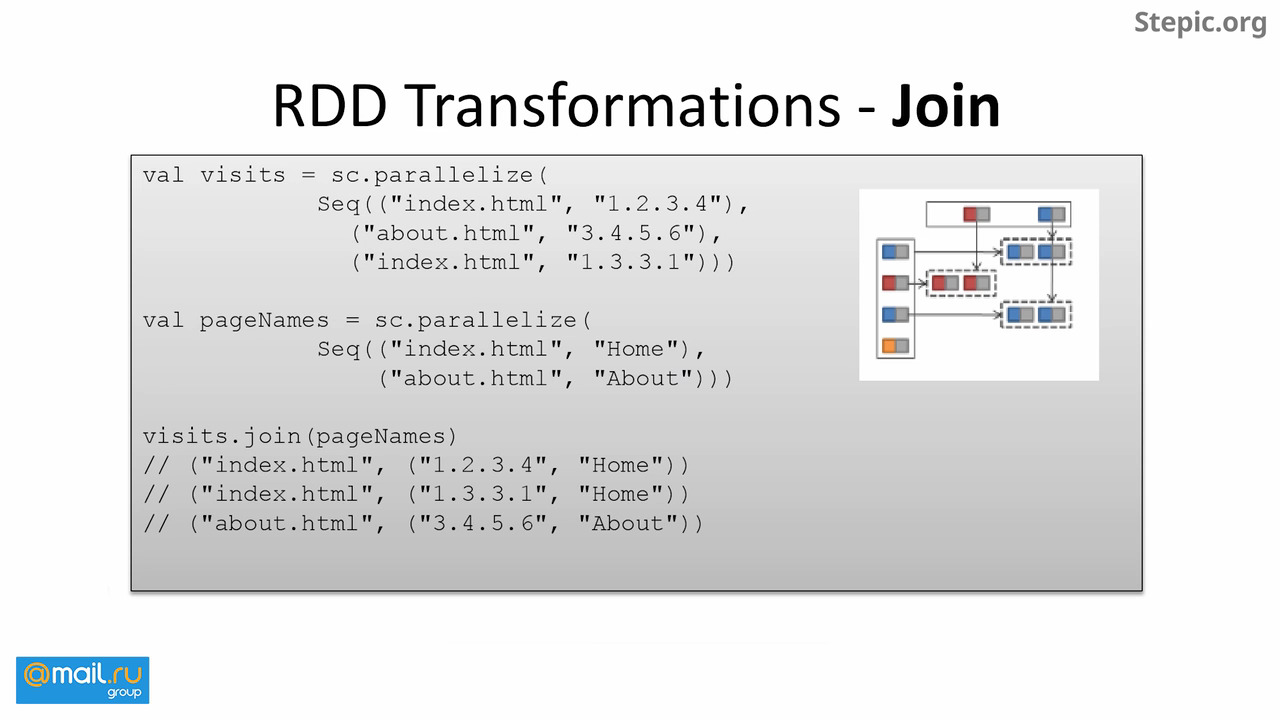 Stepic.org
RDD Transformations - Join
val visits = sc.parallelize(
Seq(("index.html", "1.2.3.4"),
("about.html", "3.4.5.6"),
("index.html", "1.3.3.1")))
val pageNames = sc.parallelize(
Seq(("index.html", "Home"),
("about.html", "About")))
visits.join(pageNames)
// ("index.html", ("1.2.3.4", "Home"))
// ("index.html", ("1.3.3.1", "Home"))
// ("about.html", ("3.4.5.6", "About"))
@mail.ru
group